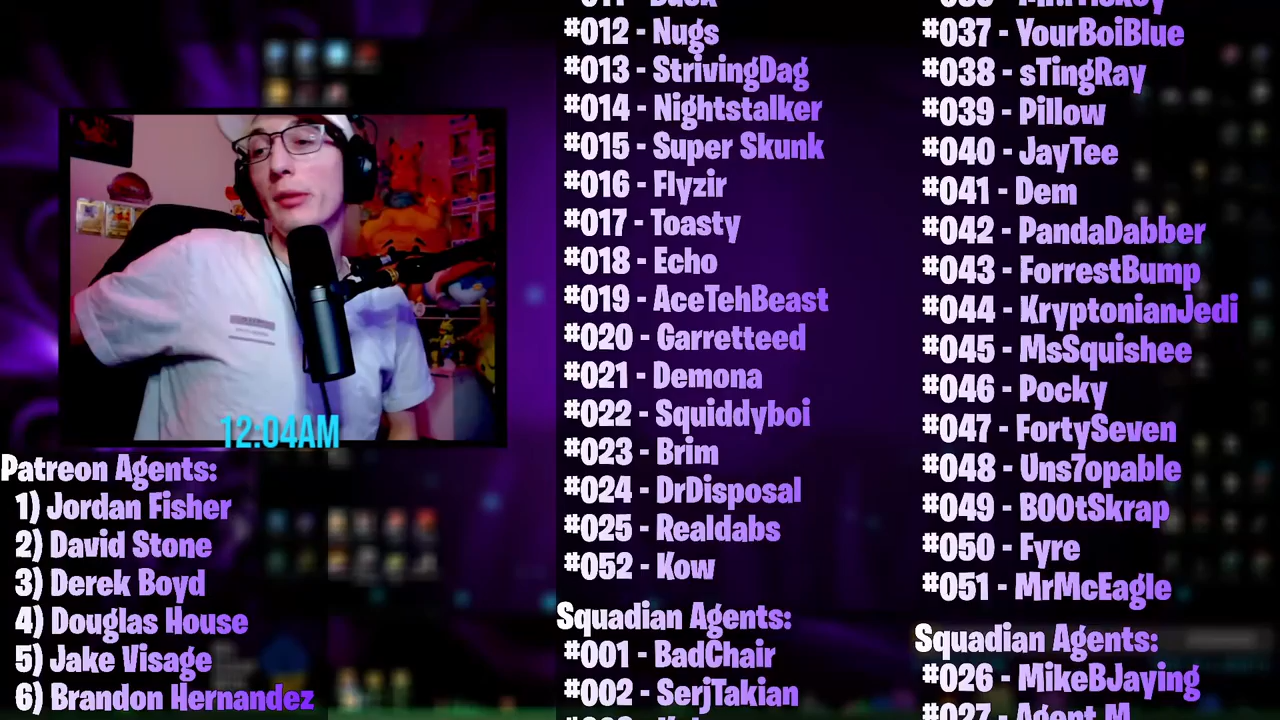 12:04AM
Patreon Agents:
1) Jordan Fisher
2) David Stone
3) Derek Boyd
4) Douglas House
5) Jake Visage
6) Brandon Hernandez
#012 - Nugs
#013 - StrivingDag
#014 - Nightstalker
#015 - Super Skunk
#016 - Flyzir
#017 - Toasty
#018 - Echo
#019 - AceTehBeast
#020 - Garretteed
#021 - Demona
#022 - Squiddyboi
#023 - Brim
#024 - DrDisposal
#025 - Realdabs
#052 - Kow
Squadian Agents:
#001 - BadChair
#002 - SerjTakian
#037 - YourBoiBlue
#038 - sTingRay
#039 - Pillow
#040 - JayTee
#041 - Dem
#042 - PandaDabber
#043 - ForrestBump
#044 - KryptonianJedi
#045 - MsSquishee
#046 - Pocky
#047 - FortySeven
#048 - Uns7opable
#049 - B00tSkrap
#050 - Fyre
#051 - MrMcEagle
Squadian Agents:
#026 - MikeBJaying
#027 - Agent M